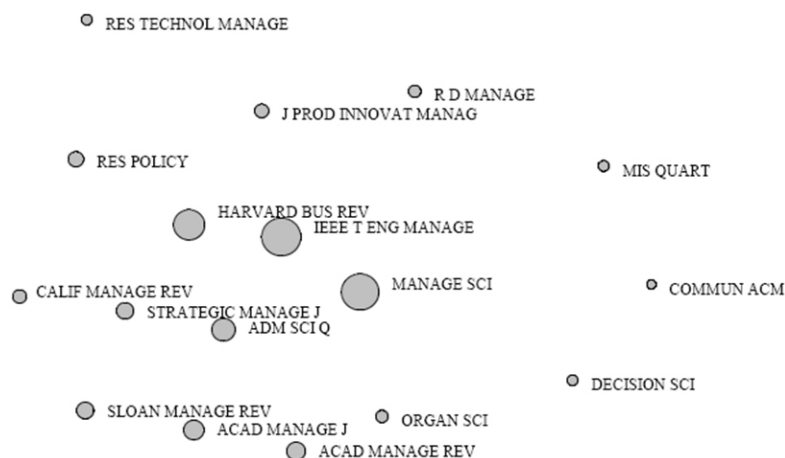 RES TECHNOL MANAGE
R D MANAGE
J PROD INNOVAT MANAG
RES POLICY
MIS QUART
HARVARD BUS REV
IEEE T ENG MANAGE
MANAGE SCI
COMMUN ACM
CALIF MANAGE REV
STRATEGIC MANAGE J
ADM SCI Q
DECISION SCI
SLOAN MANAGE REV
ORGAN SCI
ACAD MANAGE J
ACAD MANAGE REV